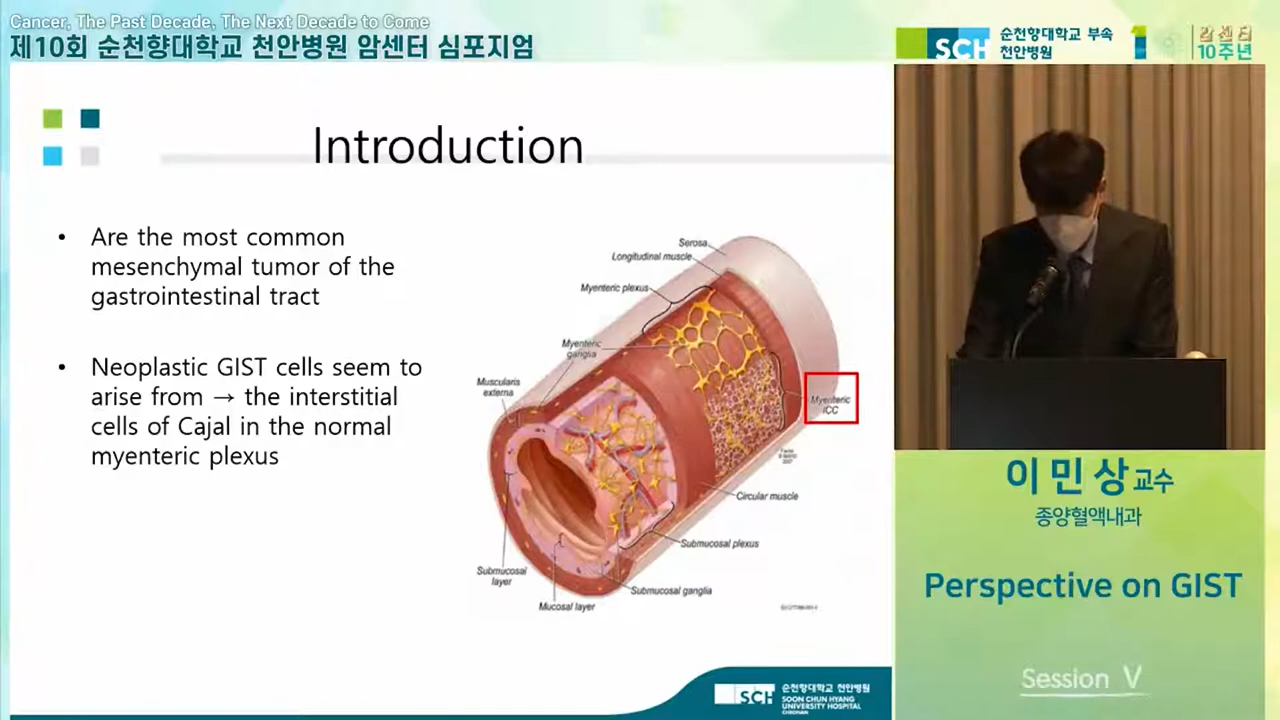 Cancer, The Past Decade, The Next Decade to Come
제10회 순천향대학교 천안병원 암센터 심포지엄
SCH
순천향대학교 부속
천안병원
1
암센터
10주년
Introduction
• Are the most common
mesenchymal tumor of the
gastrointestinal tract
• Neoplastic GIST cells seem to
arise from → the interstitial
cells of Cajal in the normal
myenteric plexus
Serosa
Longitudinal muscle
Myenteric plexus
Myenteric
ganglia
Muscularis
externa
Myenteric
ICC
Circular muscle
Submucosal plexus
Submucosal
layer
Submucosal ganglia
Mucosal layer
이민상 교수
종양혈액내과
Perspective on GIST
Session V
SCH
순천향대학교 천안병원
SOON CHUN HYANG
UNIVERSITY HOSPITAL
CHEONAN